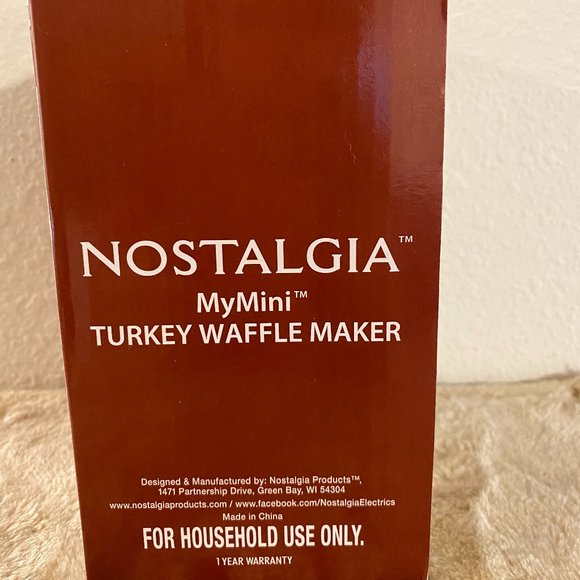 NOSTALGIA™
MyMini™
TURKEY WAFFLE MAKER
Designed & Manufactured by: Nostalgia Products™,
1471 Partnership Drive, Green Bay, WI 54304
www.nostalgiaproducts.com / www.facebook.com/NostalgiaElectrics
Made in China
FOR HOUSEHOLD USE ONLY.
1 YEAR WARRANTY